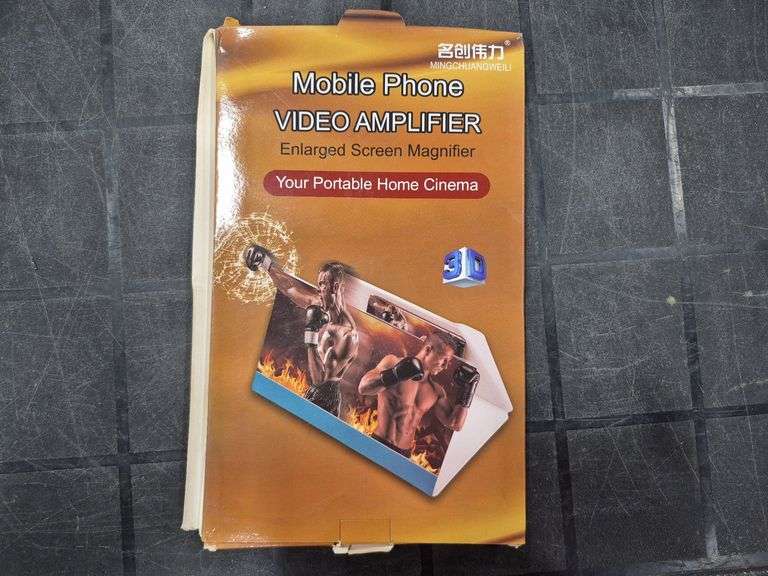 名创伟力®
MINGCHUANGWEILI
Mobile Phone
VIDEO AMPLIFIER
Enlarged Screen Magnifier
Your Portable Home Cinema
3D